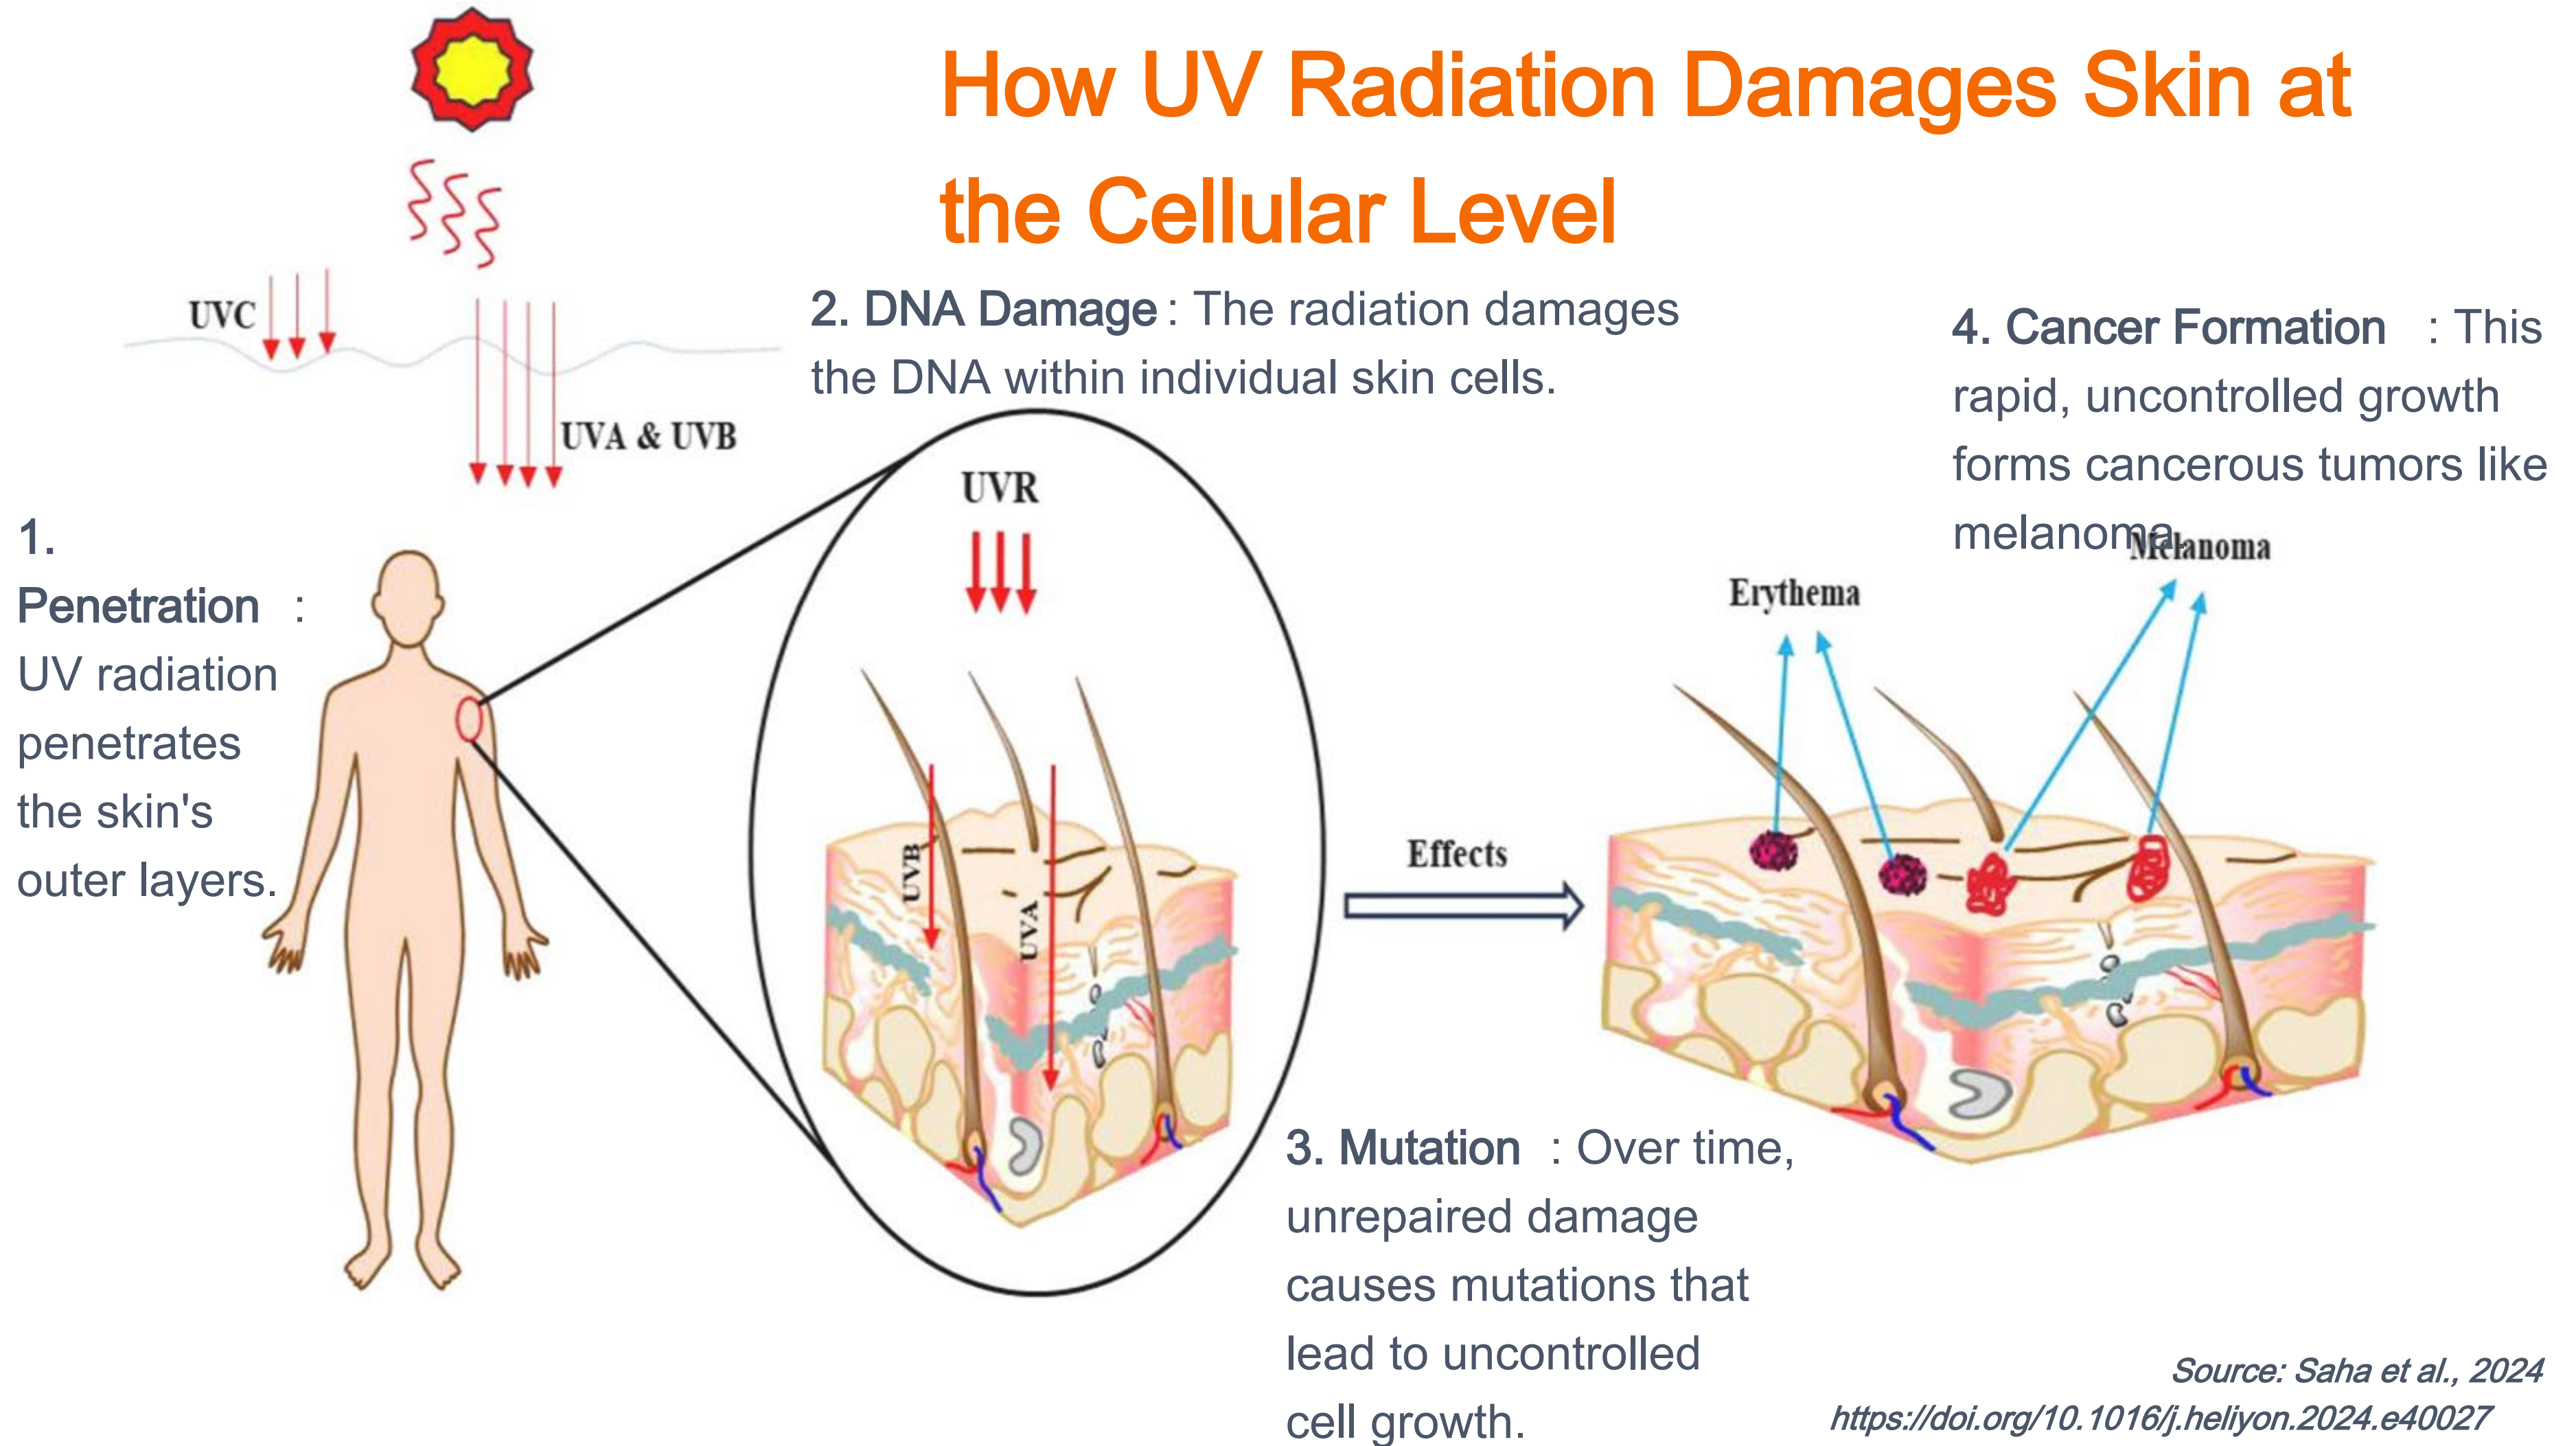 How UV Radiation Damages Skin at
the Cellular Level
UVC
UVA & UVB
1.
Penetration :
UV radiation
penetrates
the skin's
outer layers.
2. DNA Damage : The radiation damages
the DNA within individual skin cells.
UVR
UVB
UVA
Effects
3. Mutation : Over time,
unrepaired damage
causes mutations that
lead to uncontrolled
cell growth.
4. Cancer Formation : This
rapid, uncontrolled growth
forms cancerous tumors like
melanoma.
Melanoma
Erythema
Source: Saha et al., 2024
https://doi.org/10.1016/j.heliyon.2024.e40027